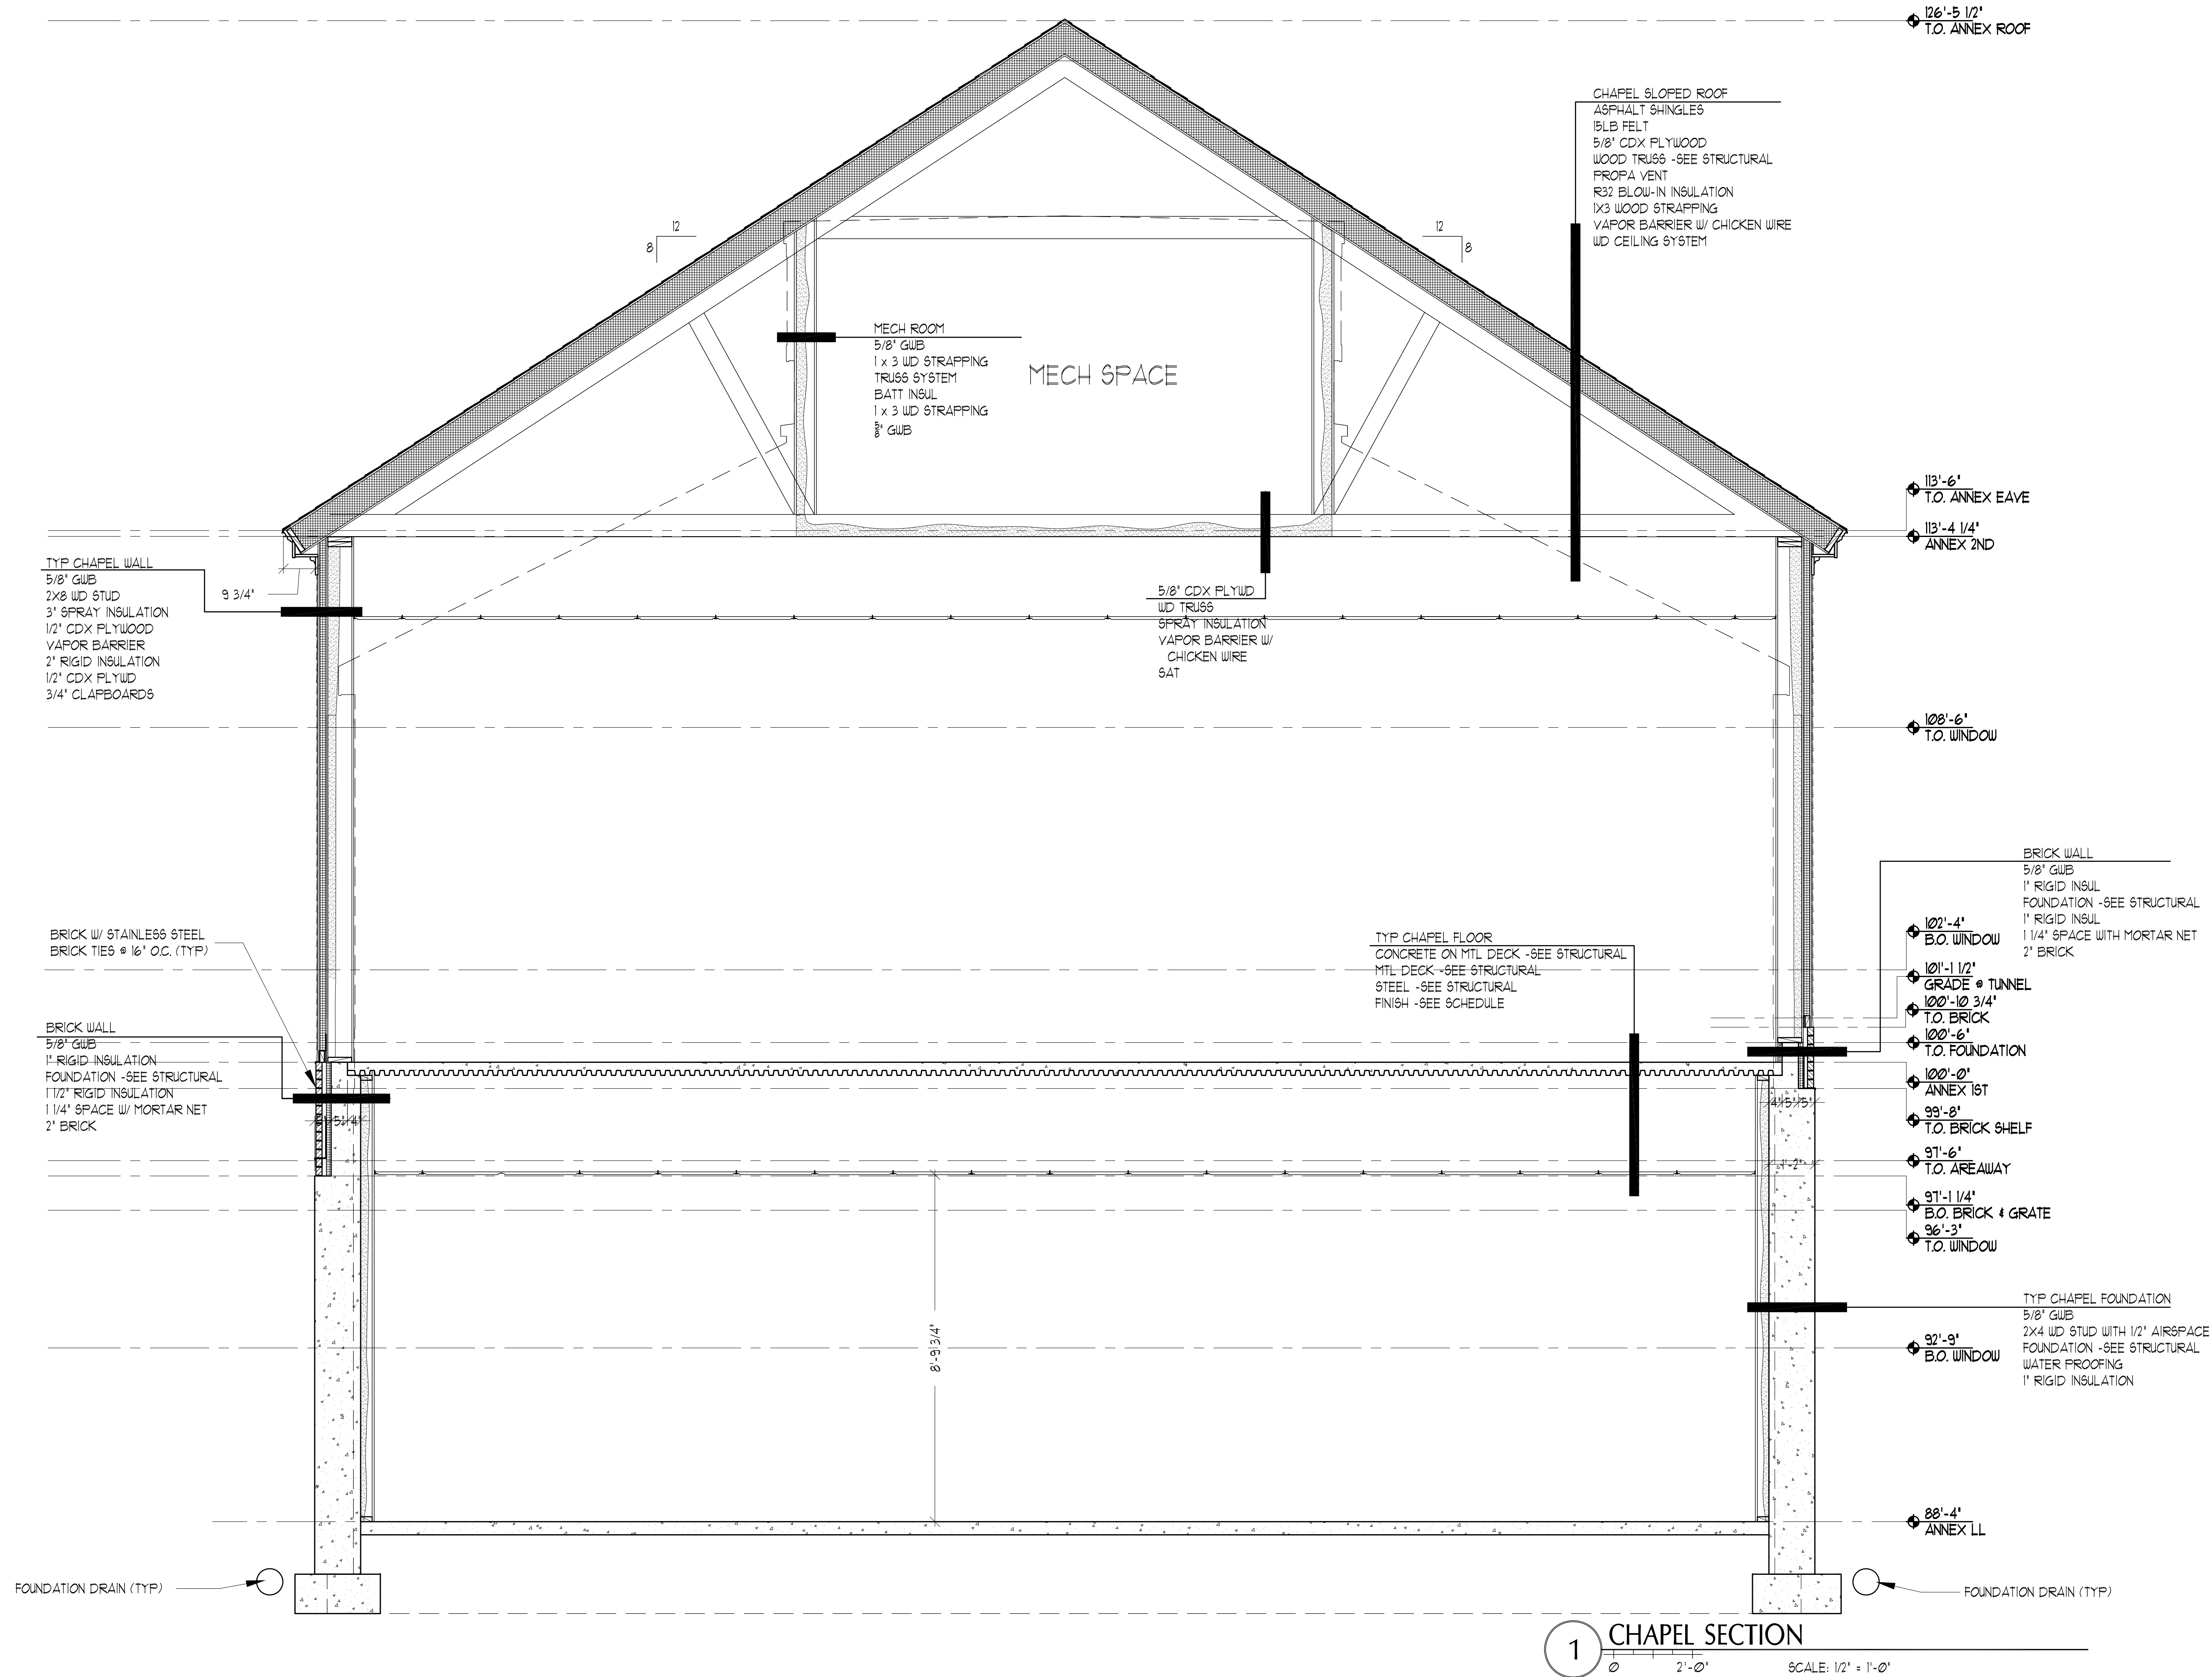 126'-5 1/2"
T.O. ANNEX ROOF
CHAPEL SLOPED ROOF
ASPHALT SHINGLES
15LB FELT
5/8" CDX PLYWOOD
WOOD TRUSS -SEE STRUCTURAL
PROPA VENT
R32 BLOW-IN INSULATION
1X3 WOOD STRAPPING
VAPOR BARRIER W/ CHICKEN WIRE
WD CEILING SYSTEM
12
8
12
8
MECH ROOM
5/8" GWB
1 x 3 WD STRAPPING
TRUSS SYSTEM
BATT INSUL
1 x 3 WD STRAPPING
5/8" GWB
MECH SPACE
113'-6"
T.O. ANNEX EAVE
113'-4 1/4"
ANNEX 2ND
TYP CHAPEL WALL
5/8" GWB
2X8 WD STUD
3" SPRAY INSULATION
1/2" CDX PLYWOOD
VAPOR BARRIER
2" RIGID INSULATION
1/2" CDX PLYWD
3/4" CLAPBOARDS
9 3/4"
5/8" CDX PLYWD
WD TRUSS
SPRAY INSULATION
VAPOR BARRIER W/
CHICKEN WIRE
SAT
108'-6"
T.O. WINDOW
BRICK WALL
5/8" GWB
1" RIGID INSUL
FOUNDATION -SEE STRUCTURAL
1" RIGID INSUL
1 1/4" SPACE WITH MORTAR NET
2" BRICK
102'-4"
B.O. WINDOW
101'-1 1/2"
GRADE @ TUNNEL
100'-10 3/4"
T.O. BRICK
100'-6"
T.O. FOUNDATION
100'-0"
ANNEX 1ST
99'-8"
T.O. BRICK SHELF
97'-6"
T.O. AREAWAY
97'-1 1/4"
B.O. BRICK & GRATE
96'-3"
T.O. WINDOW
BRICK W/ STAINLESS STEEL
BRICK TIES @ 16" O.C. (TYP)
TYP CHAPEL FLOOR
CONCRETE ON MTL DECK -SEE STRUCTURAL
MTL DECK -SEE STRUCTURAL
STEEL -SEE STRUCTURAL
FINISH -SEE SCHEDULE
BRICK WALL
5/8" GWB
1" RIGID INSULATION
FOUNDATION -SEE STRUCTURAL
1 1/2" RIGID INSULATION
1 1/4" SPACE W/ MORTAR NET
2" BRICK
5" 4"
4" 5" 5"
1'-2"
8'-9 3/4"
TYP CHAPEL FOUNDATION
5/8" GWB
2X4 WD STUD WITH 1/2" AIRSPACE
FOUNDATION -SEE STRUCTURAL
WATER PROOFING
1" RIGID INSULATION
92'-9"
B.O. WINDOW
88'-4"
ANNEX LL
FOUNDATION DRAIN (TYP)
FOUNDATION DRAIN (TYP)
1
CHAPEL SECTION
0 2'-0" SCALE: 1/2" = 1'-0"